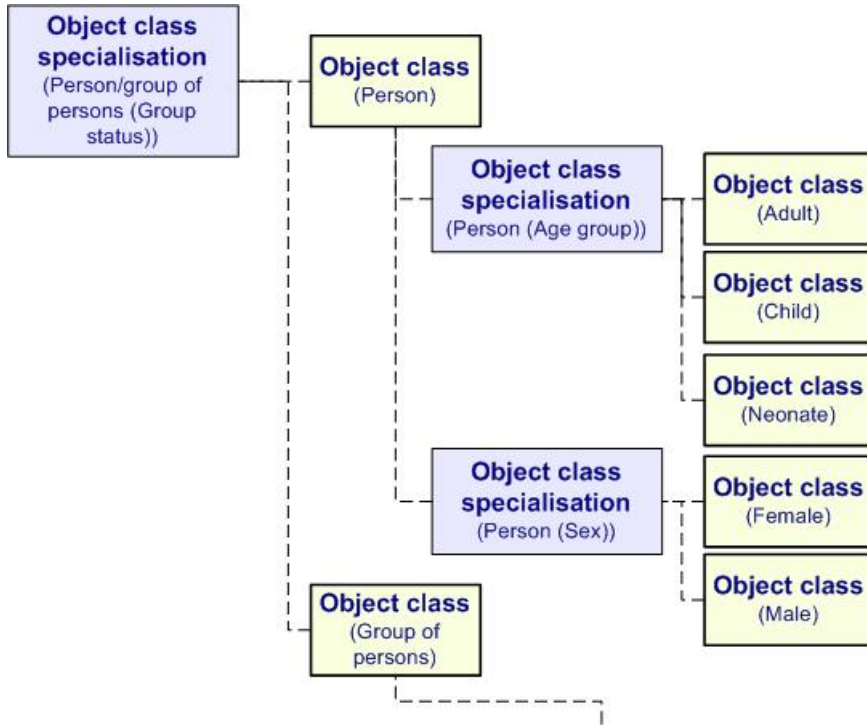 Object class
specialisation
(Person/group of
persons (Group
status))
Object class
(Person)
Object class
specialisation
(Person (Age group))
Object class
(Adult)
Object class
(Child)
Object class
(Neonate)
Object class
specialisation
(Person (Sex))
Object class
(Female)
Object class
(Male)
Object class
(Group of
persons)